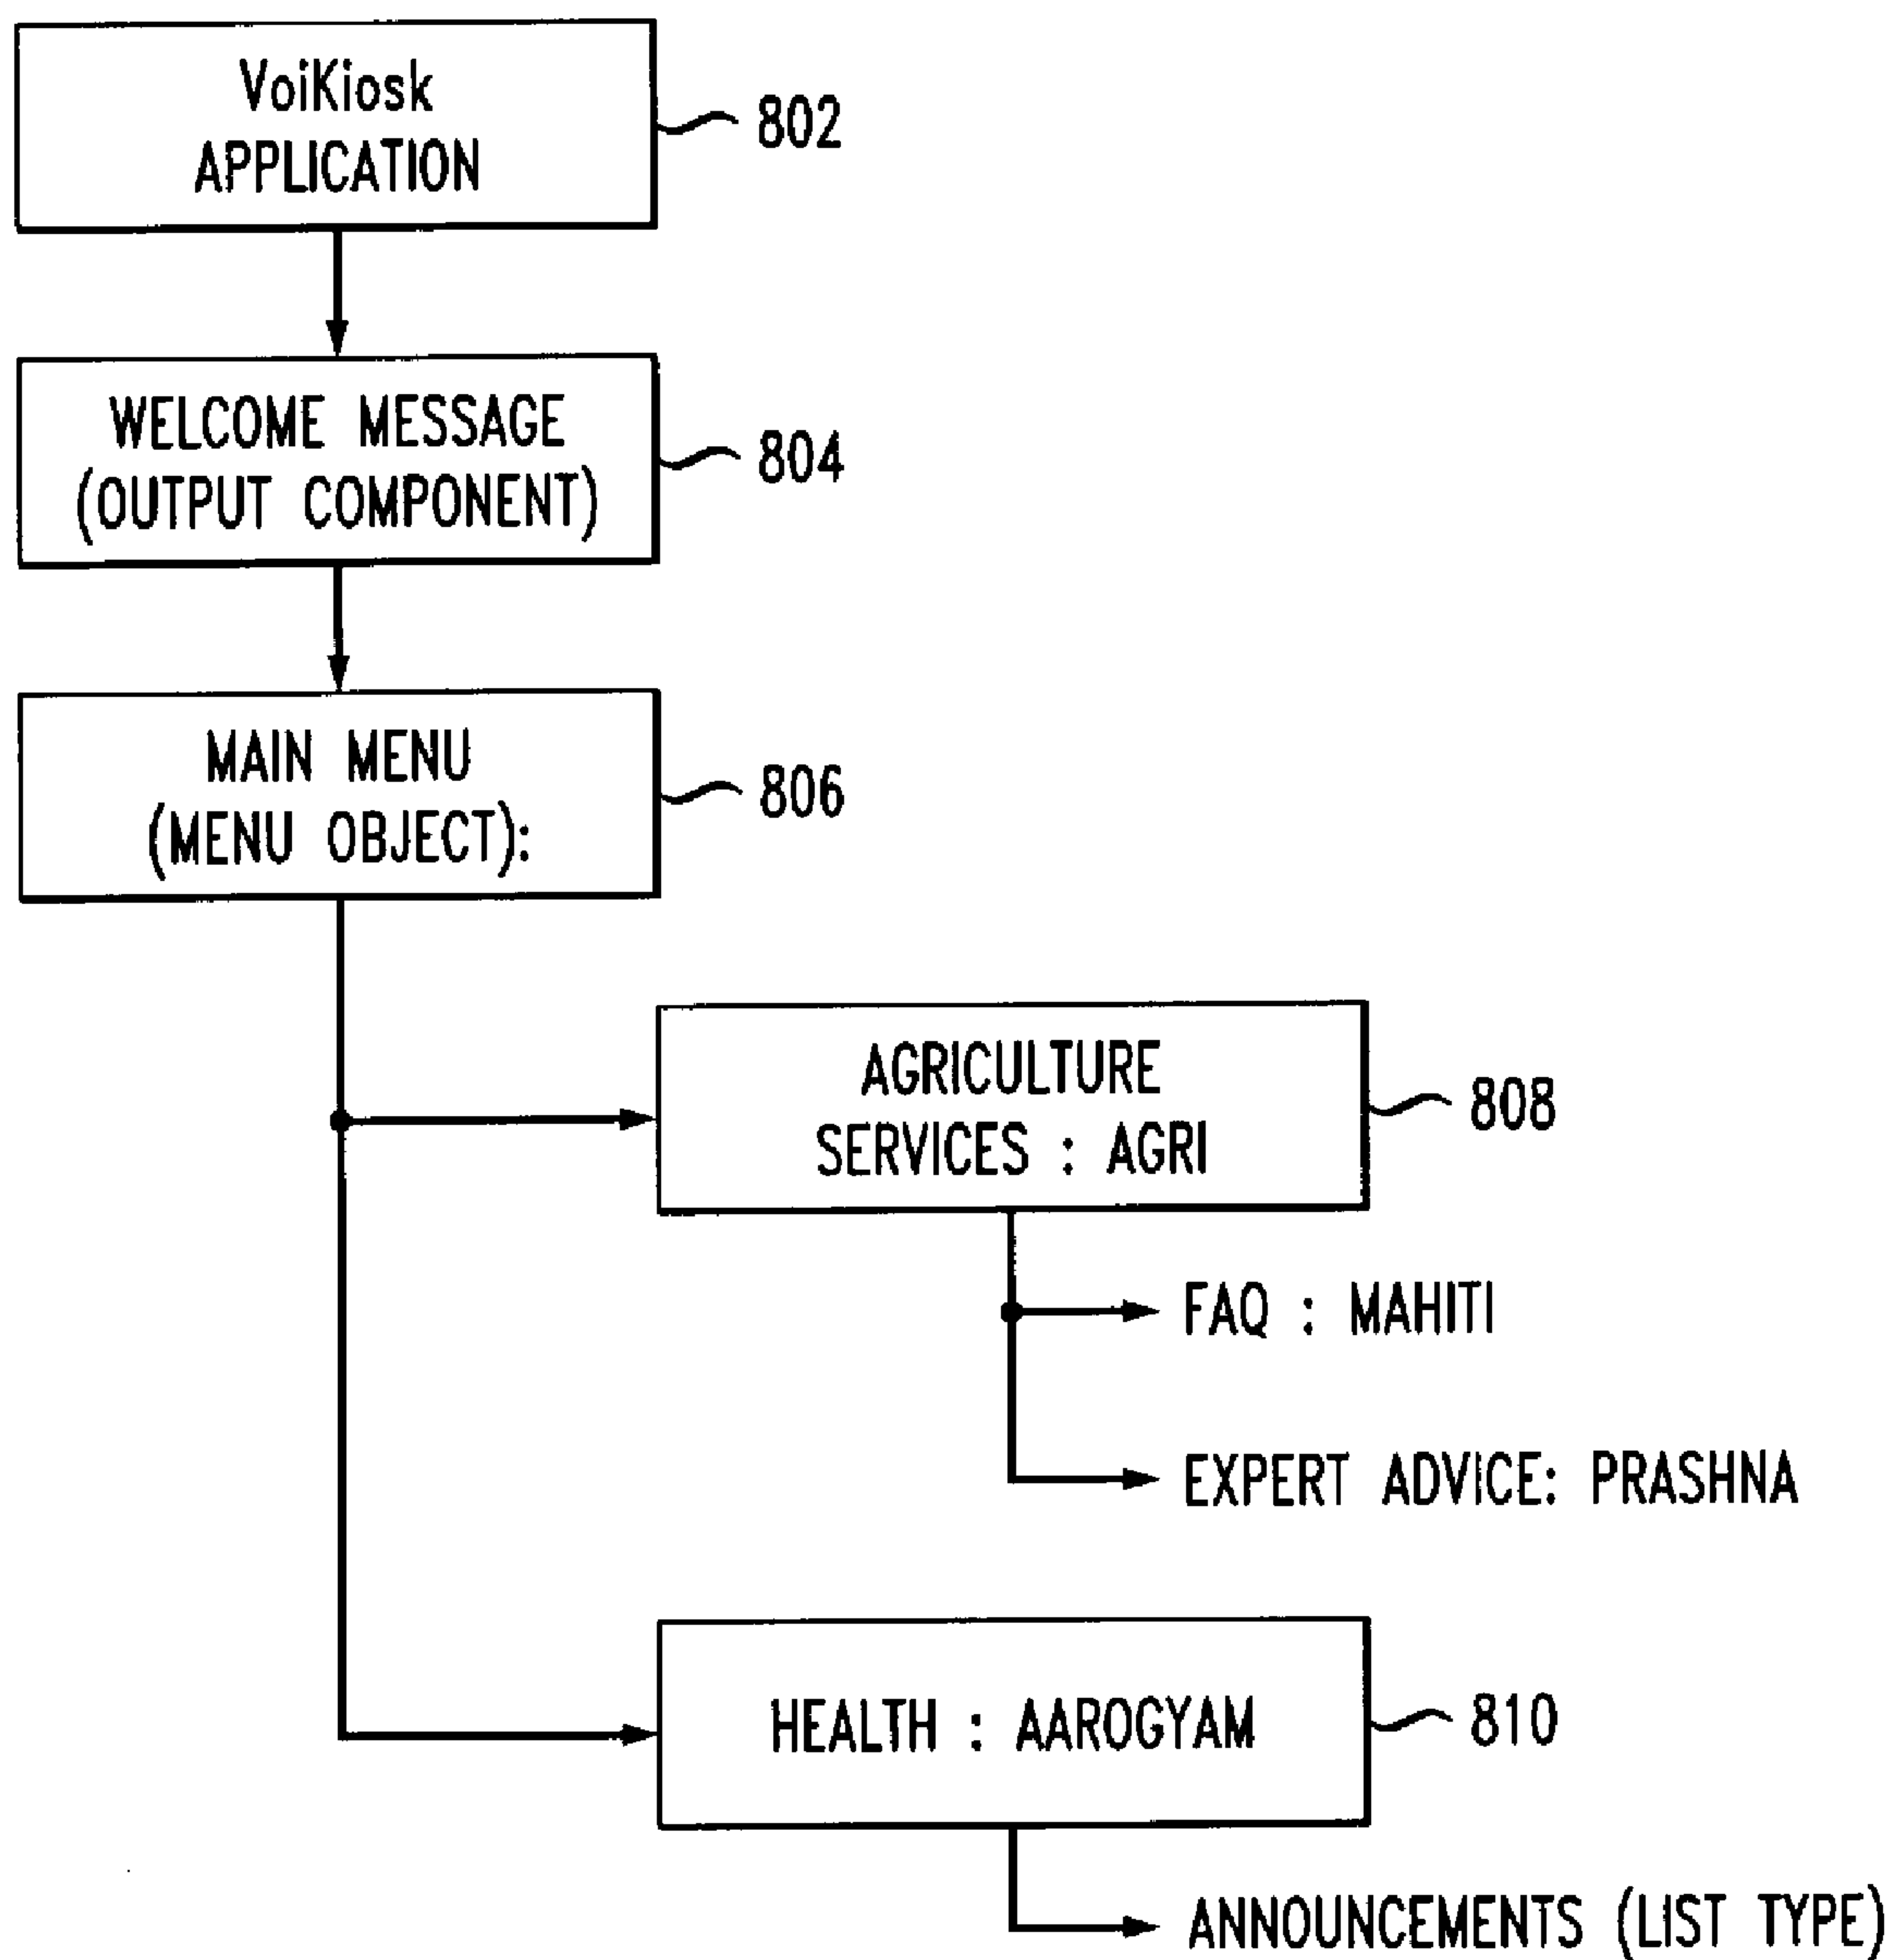 VoiKiosk
APPLICATION
802
WELCOME MESSAGE
(OUTPUT COMPONENT)
804
MAIN MENU
(MENU OBJECT):
806
AGRICULTURE
SERVICES : AGRI
808
FAQ : MAHITI
EXPERT ADVICE: PRASHNA
HEALTH : AAROGYAM
810
ANNOUNCEMENTS (LIST TYPE)